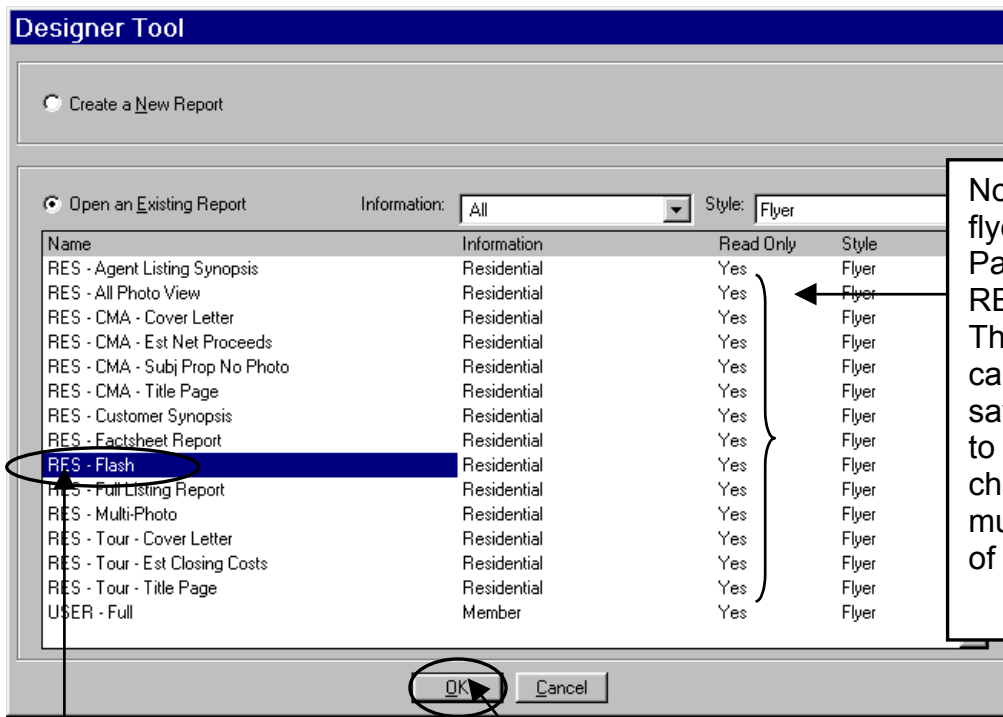 Designer Tool
Create a New Report
Open an Existing Report Information: All Style: Flyer
Name Information Read Only Style
RES - Agent Listing Synopsis Residential Yes Flyer
RES - All Photo View Residential Yes Flyer
RES - CMA - Cover Letter Residential Yes Flyer
RES - CMA - Est Net Proceeds Residential Yes Flyer
RES - CMA - Subj Prop No Photo Residential Yes Flyer
RES - CMA - Title Page Residential Yes Flyer
RES - Customer Synopsis Residential Yes Flyer
RES - Factsheet Report Residential Yes Flyer
RES - Flash Residential Yes Flyer
RES - Full Listing Report Residential Yes Flyer
RES - Multi-Photo Residential Yes Flyer
RES - Tour - Cover Letter Residential Yes Flyer
RES - Tour - Est Closing Costs Residential Yes Flyer
RES - Tour - Title Page Residential Yes Flyer
USER - Full Member Yes Flyer
to
of
OK Cancel